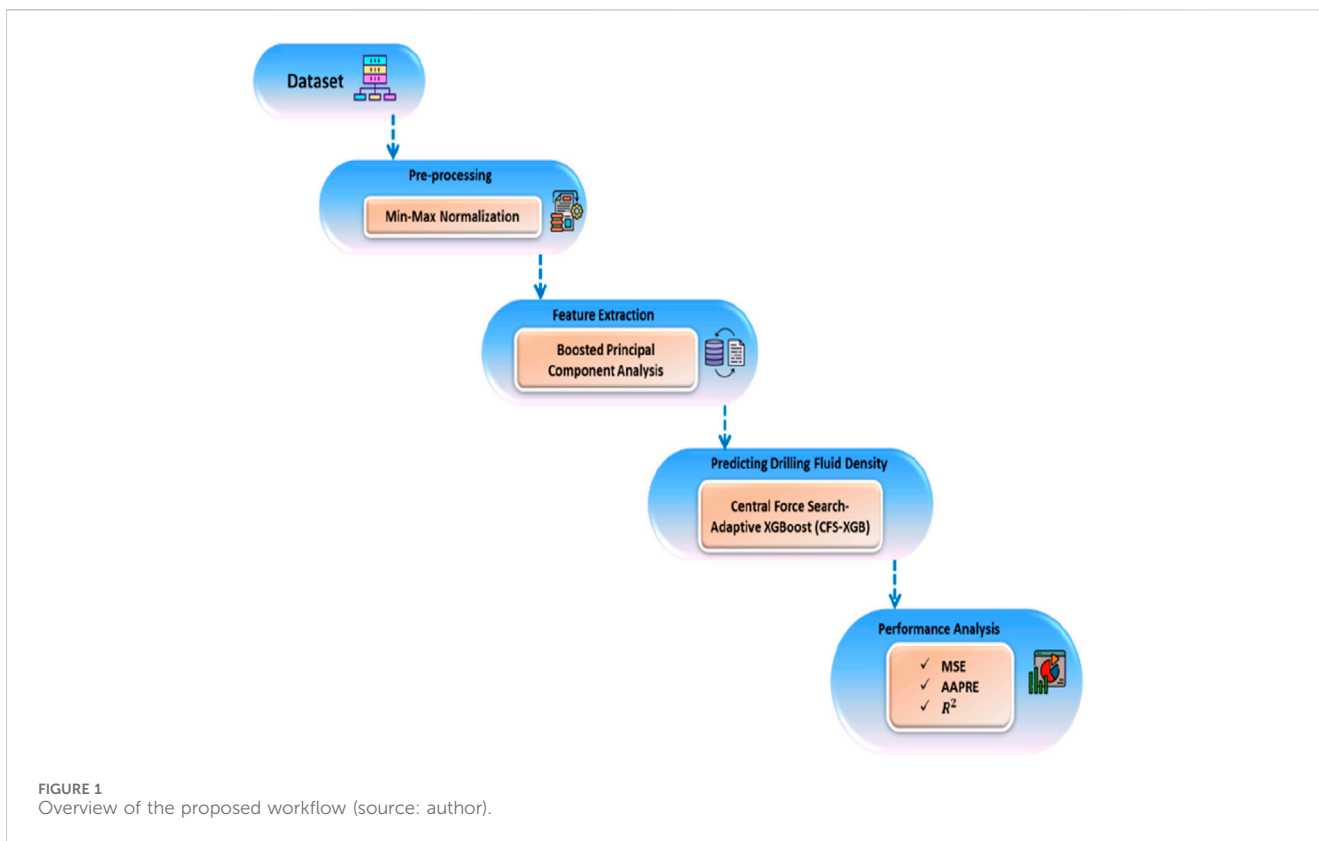 Dataset
Pre-processing
Min-Max Normalization
Feature Extraction
Boosted Principal
Component Analysis
Predicting Drilling Fluid Density
Central Force Search-
Adaptive XGBoost (CFS-XGB)
Performance Analysis
✓ MSE
✓ AAPRE
✓ R²
FIGURE 1
Overview of the proposed workflow (source: author).